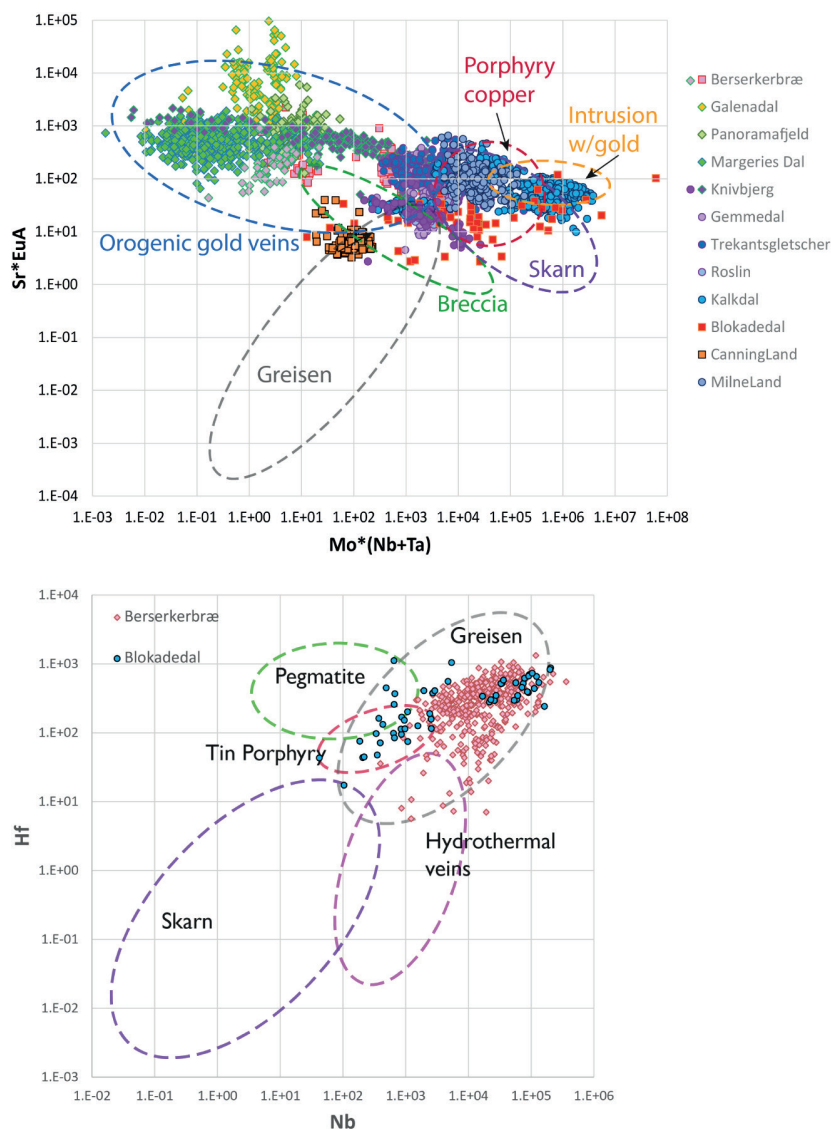 1.E+05
1.E+04
1.E+03
1.E+02
1.E+01
1.E+00
1.E-01
1.E-02
1.E-03
1.E-04
Sr*EuA
Porphyry
copper
Intrusion
w/gold
Orogenic gold veins
Skarn
Breccia
Greisen
1.E-03 1.E-02 1.E-01 1.E+00 1.E+01 1.E+02 1.E+03 1.E+04 1.E+05 1.E+06 1.E+07 1.E+08
Mo*(Nb+Ta)
Berserkerbræ
Galenadal
Panoramafjeld
Margeries Dal
Knivbjerg
Gemmedal
Trekantsgletscher
Roslin
Kalkdal
Blokadedal
CanningLand
MilneLand
1.E+04
1.E+03
1.E+02
1.E+01
1.E+00
1.E-01
1.E-02
1.E-03
Hf
Berserkerbræ
Blokadedal
Greisen
Pegmatite
Tin Porphyry
Hydrothermal
veins
Skarn
1.E-02 1.E-01 1.E+00 1.E+01 1.E+02 1.E+03 1.E+04 1.E+05 1.E+06
Nb